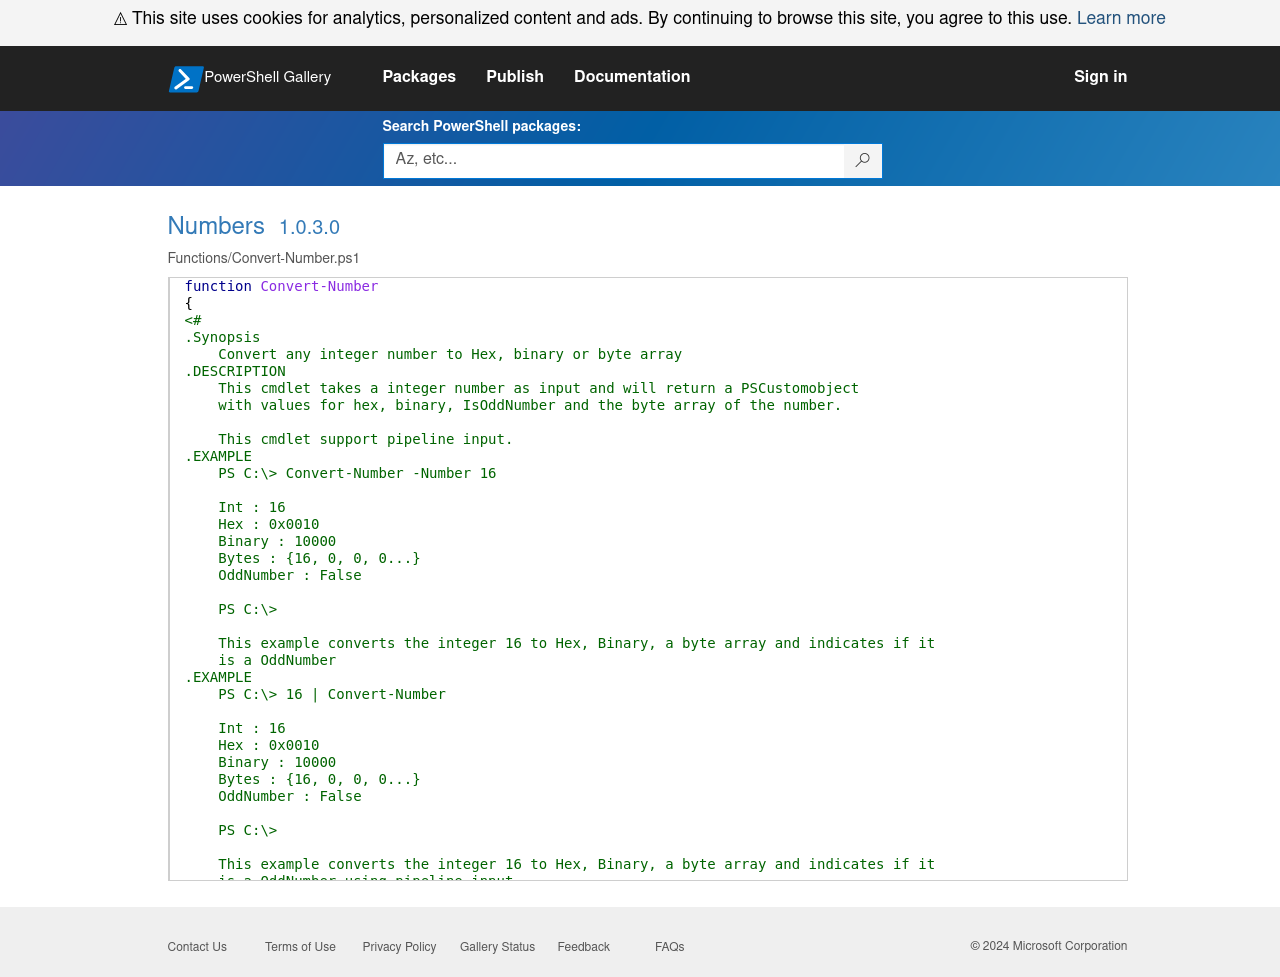 ⚠ This site uses cookies for analytics, personalized content and ads. By continuing to browse this site, you agree to this use. Learn more
PowerShell Gallery Packages Publish Documentation Sign in
Search PowerShell packages:
Az, etc...
Numbers 1.0.3.0
Functions/Convert-Number.ps1
function Convert-Number
{
<#
.Synopsis
    Convert any integer number to Hex, binary or byte array
.DESCRIPTION
    This cmdlet takes a integer number as input and will return a PSCustomobject
    with values for hex, binary, IsOddNumber and the byte array of the number.
    This cmdlet support pipeline input.
.EXAMPLE
    PS C:\> Convert-Number -Number 16
    Int : 16
    Hex : 0x0010
    Binary : 10000
    Bytes : {16, 0, 0, 0...}
    OddNumber : False
    PS C:\>
    This example converts the integer 16 to Hex, Binary, a byte array and indicates if it
    is a OddNumber
.EXAMPLE
    PS C:\> 16 | Convert-Number
    Int : 16
    Hex : 0x0010
    Binary : 10000
    Bytes : {16, 0, 0, 0...}
    OddNumber : False
    PS C:\>
    This example converts the integer 16 to Hex, Binary, a byte array and indicates if it
    is a OddNumber using pipeline input
Contact Us Terms of Use Privacy Policy Gallery Status Feedback FAQs © 2024 Microsoft Corporation